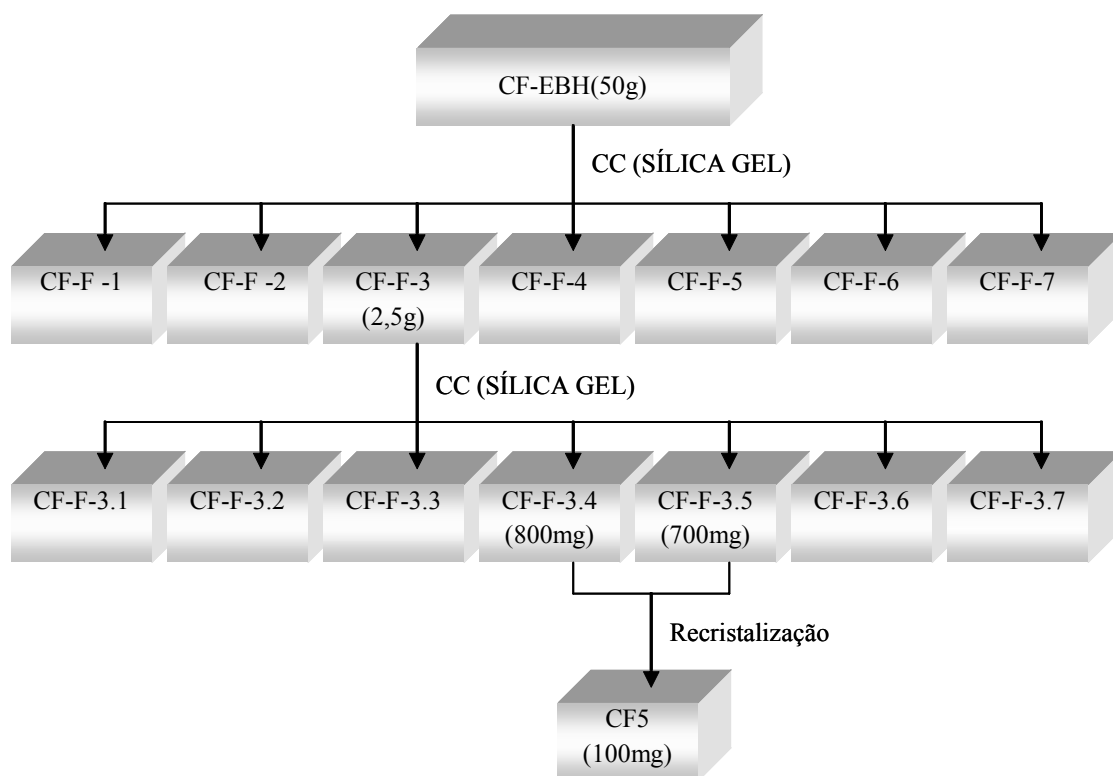 CF-EBH(50g)
CC (SÍLICA GEL)
CF-F -1
CF-F -2
CF-F-3
(2,5g)
CF-F-4
CF-F-5
CF-F-6
CF-F-7
CC (SÍLICA GEL)
CF-F-3.1
CF-F-3.2
CF-F-3.3
CF-F-3.4
(800mg)
CF-F-3.5
(700mg)
CF-F-3.6
CF-F-3.7
Recristalização
CF5
(100mg)